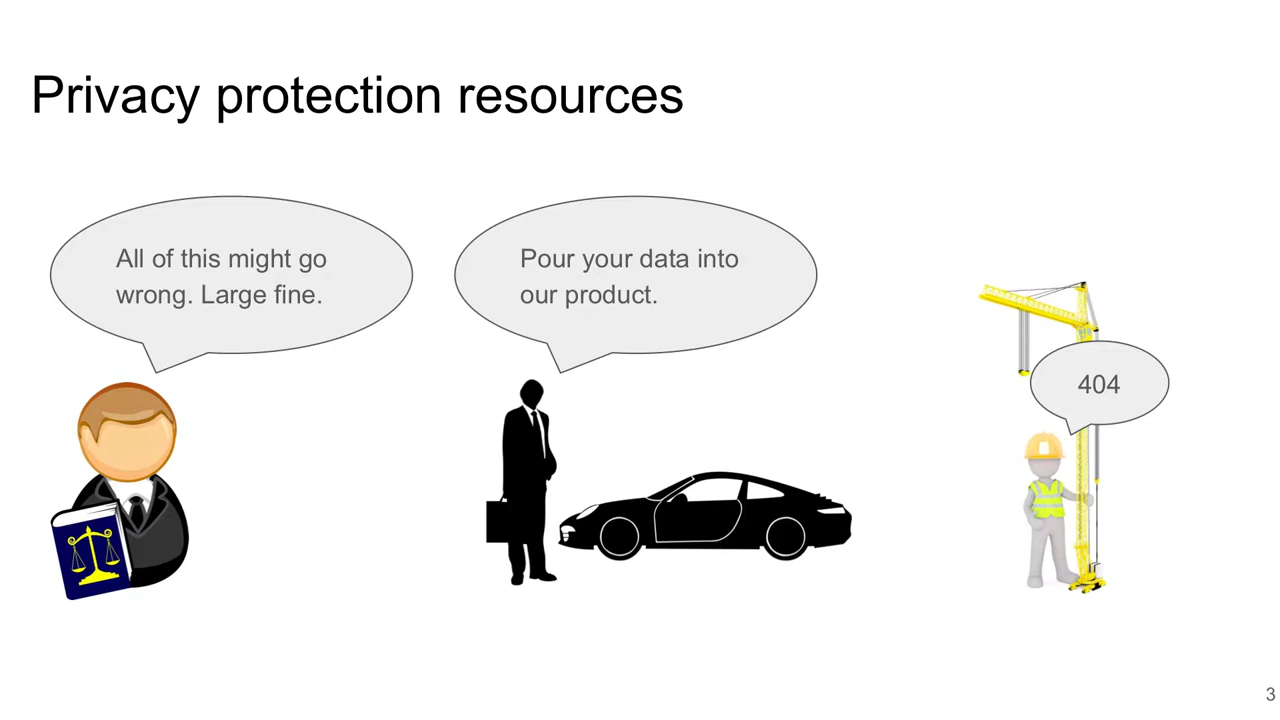 Privacy protection resources
All of this might go
wrong. Large fine.
Pour your data into
our product.
404
3